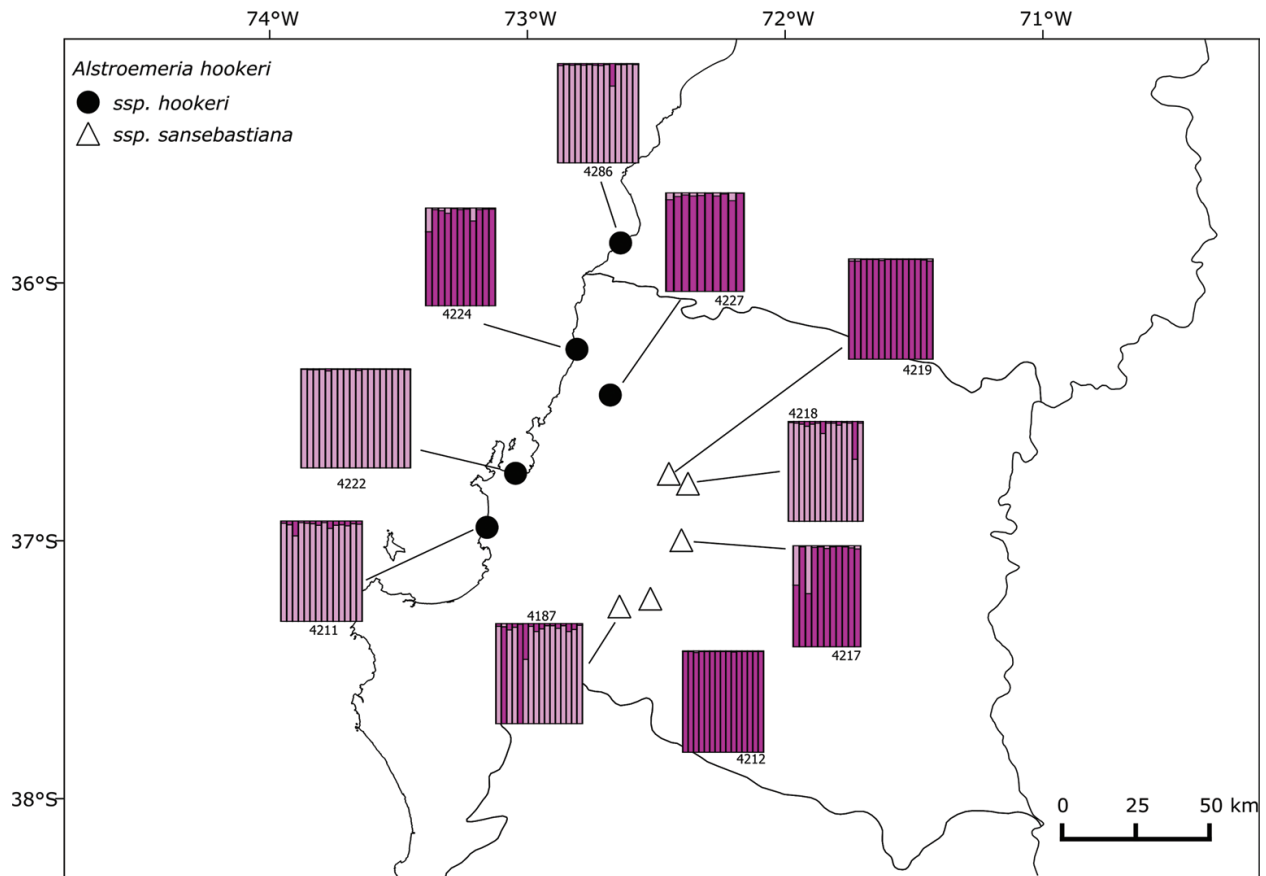 74°W 73°W 72°W 71°W
Alstroemeria hookeri
ssp. hookeri
ssp. sansebastiana
4286
36°S
4227
4224
4219
4218
4222
37°S
4211
4187
4217
4212
38°S
0 25 50 km